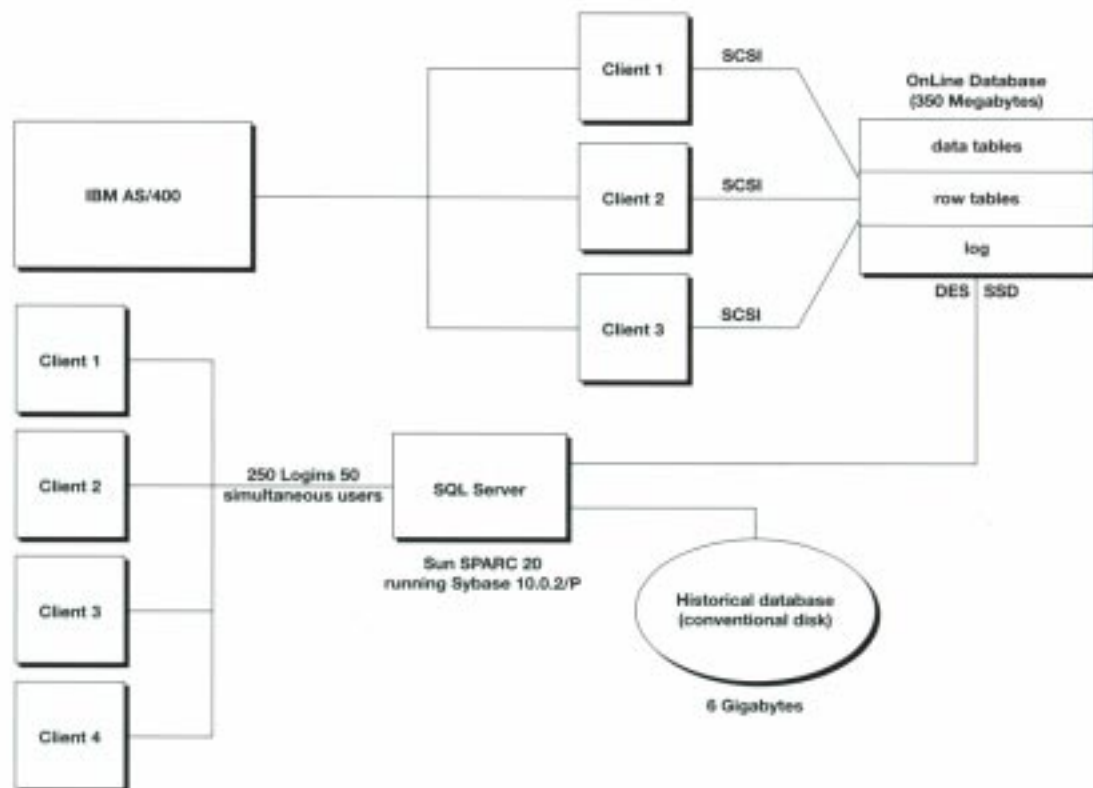 Client 1
SCSI
OnLine Database
(350 Megabytes)
data tables
IBM AS/400
Client 2
SCSI
row tables
log
DES
SSD
Client 3
SCSI
Client 1
Client 2
250 Logins 50
simultaneous users
SQL Server
Sun SPARC 20
running Sybase 10.0.2/P
Client 3
Historical database
(conventional disk)
6 Gigabytes
Client 4